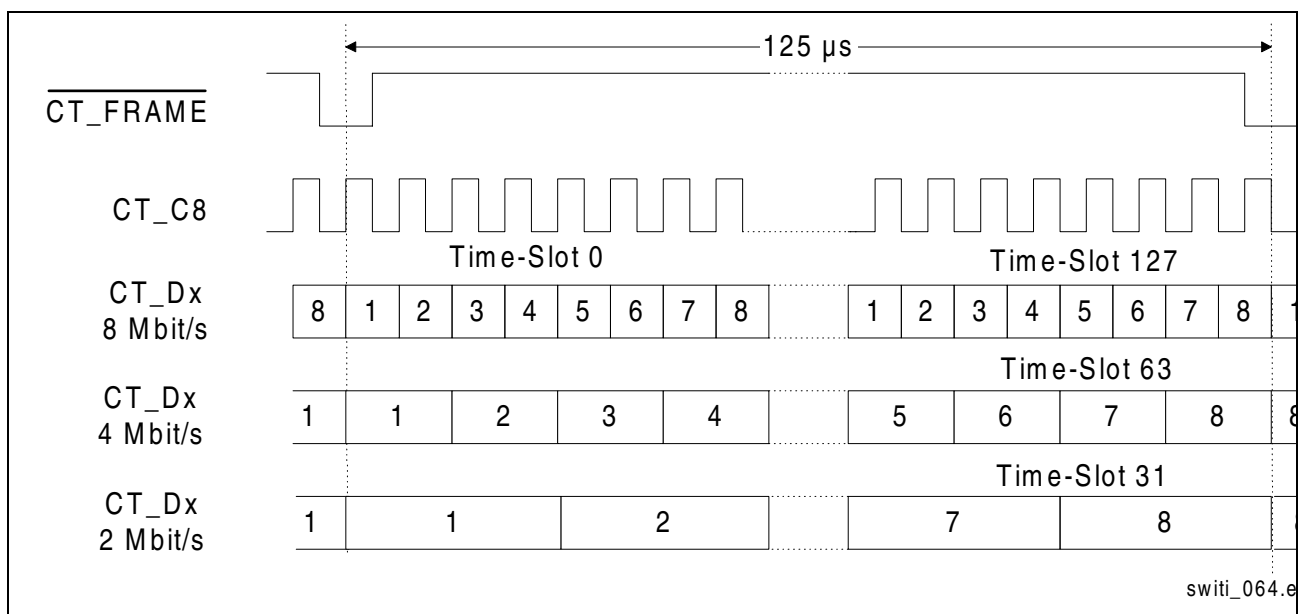 125 µs
CT_FRAME
CT_C8
Time-Slot 0 Time-Slot 127
CT_Dx
8 Mbit/s
8 1 2 3 4 5 6 7 8 1 2 3 4 5 6 7 8 1
Time-Slot 63
CT_Dx
4 Mbit/s
1 1 2 3 4 5 6 7 8 8
Time-Slot 31
CT_Dx
2 Mbit/s
1 1 2 7 8
switi_064.e